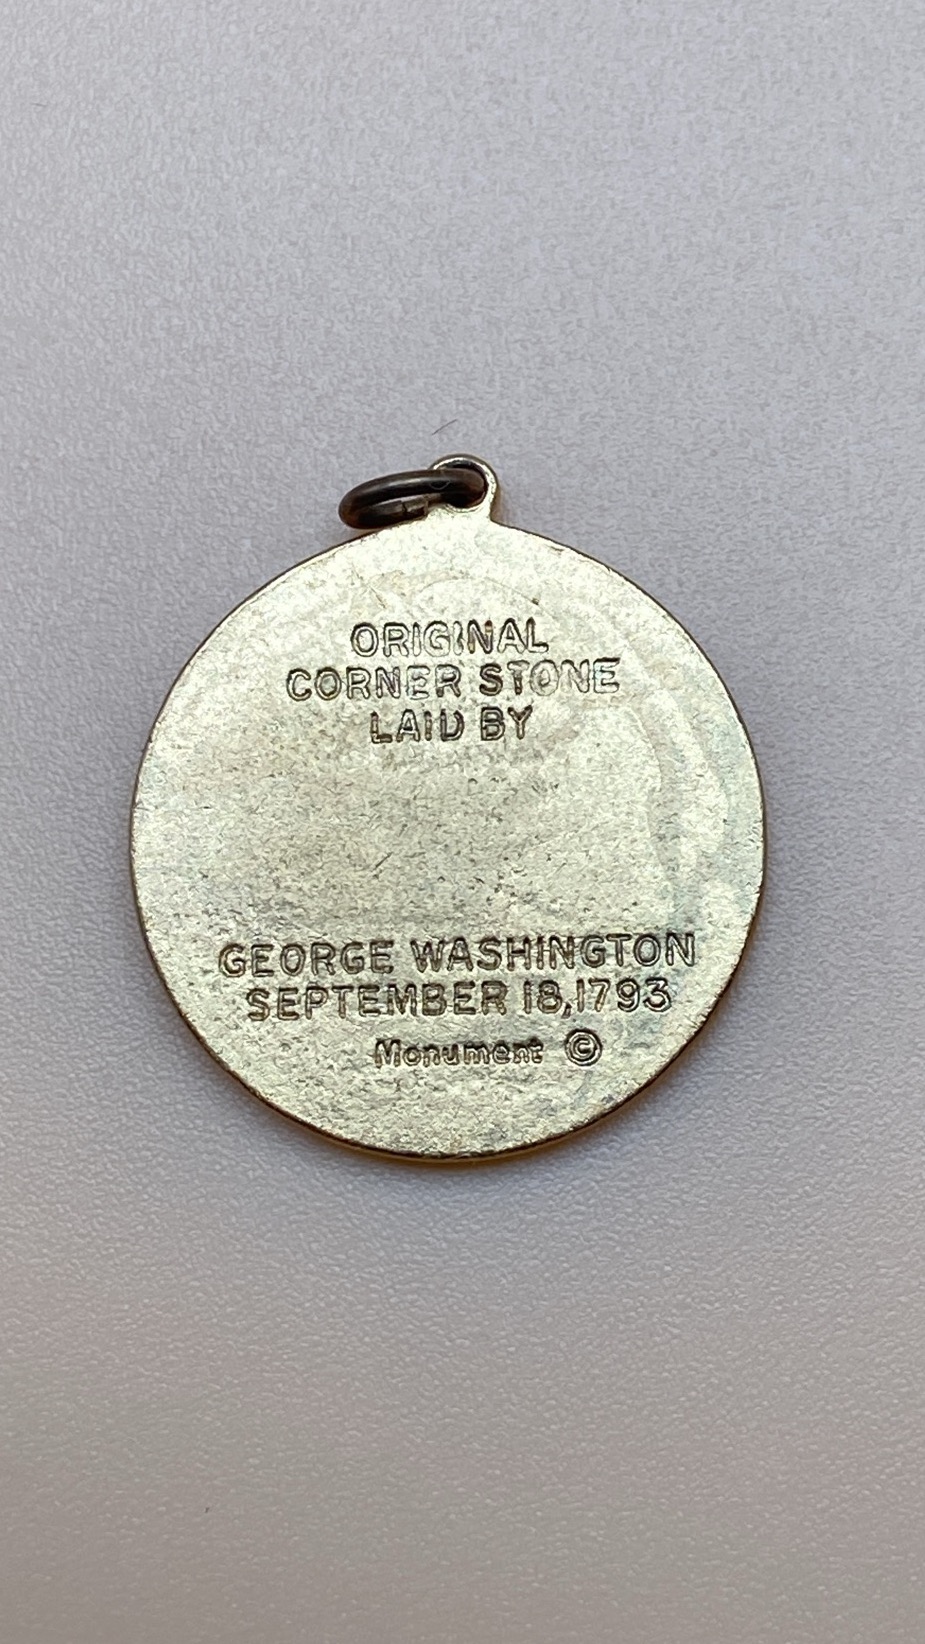 ORIGINAL
CORNER STONE
LAID BY
GEORGE WASHINGTON
SEPTEMBER 18,1793
Monument ©